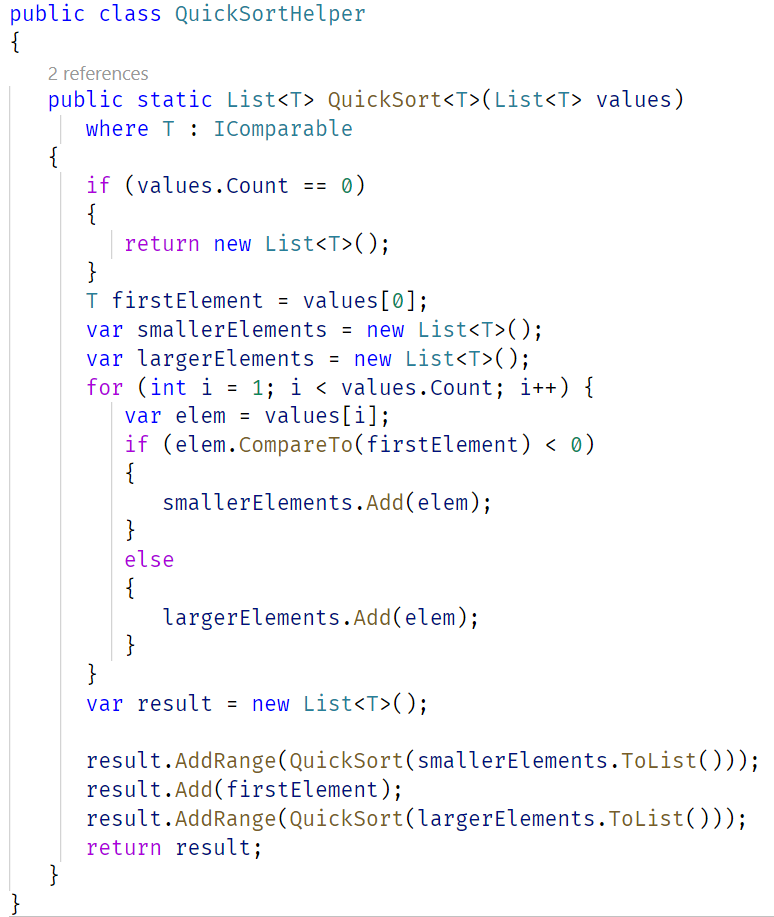 public class QuickSortHelper
{
2 references
public static List<T> QuickSort<T>(List<T> values)
where T : IComparable
{
if (values.Count == 0)
{
return new List<T>();
}
T firstElement = values[0];
var smallerElements = new List<T>();
var largerElements = new List<T>();
for (int i = 1; i < values.Count; i++) {
var elem = values[i];
if (elem.CompareTo(firstElement) < 0)
{
smallerElements.Add(elem);
}
else
{
largerElements.Add(elem);
}
}
var result = new List<T>();
result.AddRange(QuickSort(smallerElements.ToList()));
result.Add(firstElement);
result.AddRange(QuickSort(largerElements.ToList()));
return result;
}
}